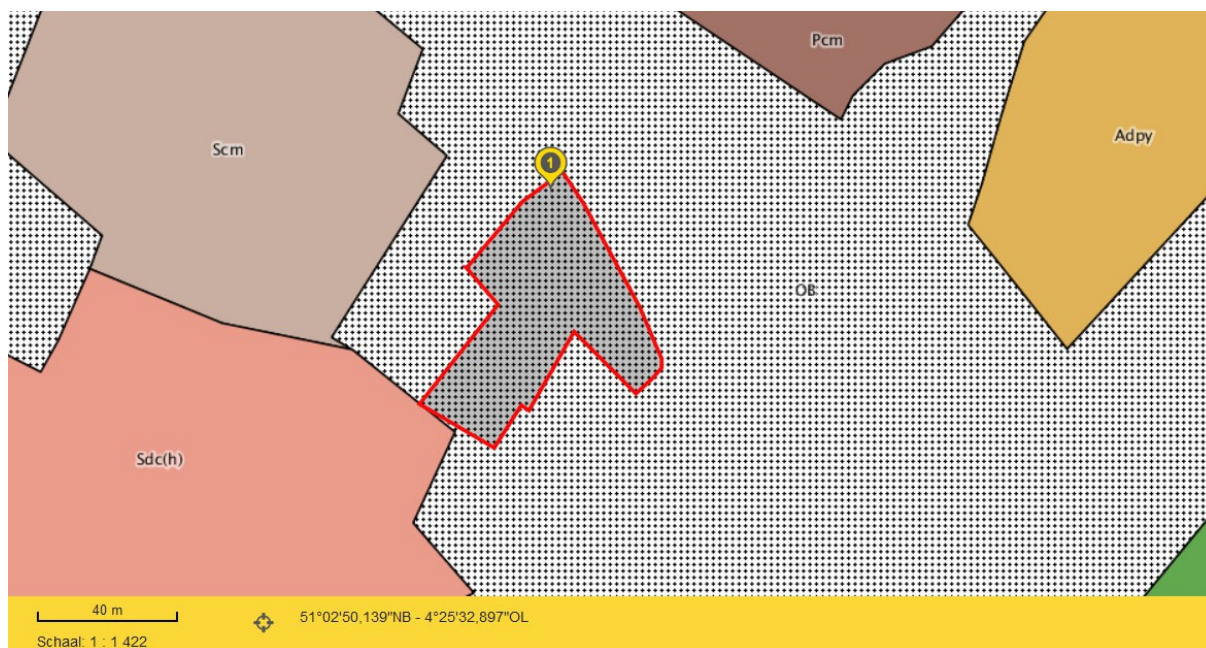 Pcm
Adpy
Scm
1
OB
Sdc(h)
40 m
51°02'50,139"NB - 4°25'32,897"OL
Schaal: 1 : 1 422